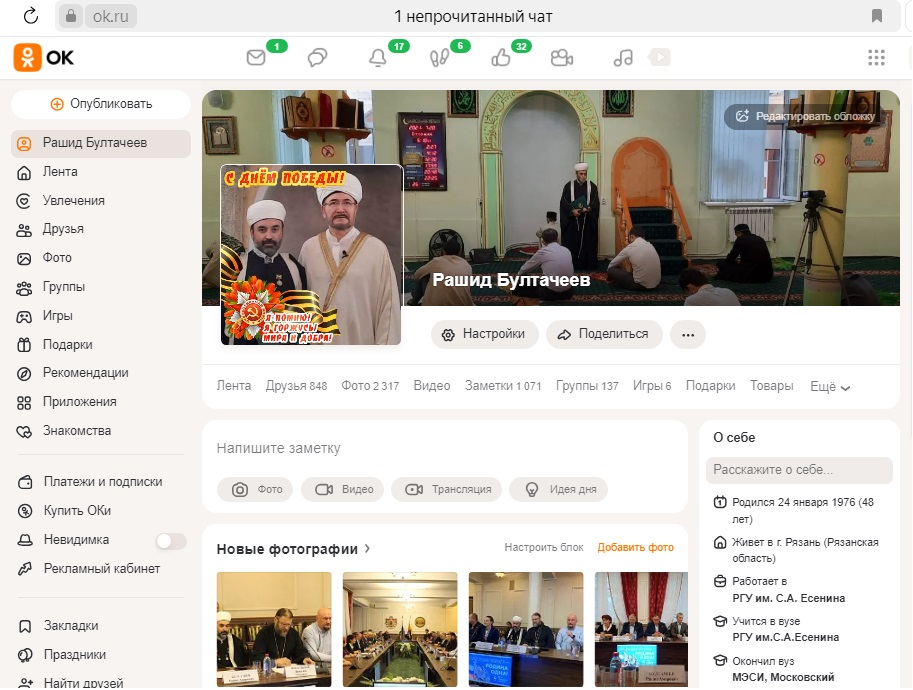 ok.ru
1 непрочитанный чат
OK
1
17
6
32
Опубликовать
Рашид Бултачеев
Лента
Увлечения
Друзья
Фото
Группы
Игры
Подарки
Рекомендации
Приложения
Знакомства
Платежи и подписки
Купить ОКи
Невидимка
Рекламный кабинет
Закладки
Праздники
Найти друзей
Редактировать обложку
С ДНЁМ ПОБЕДЫ!
Я ПОМНЮ!
Я ГОРЖУСЬ!
МИРА И ДОБРА!
Рашид Бултачеев
Настройки
Поделиться
Лента Друзья 848 Фото 2 317 Видео Заметки 1 071 Группы 137 Игры 6 Подарки Товары Ещё
Напишите заметку
Фото Видео Трансляция Идея дня
Новые фотографии
Настроить блок Добавить фото
О себе
Расскажите о себе...
Родился 24 января 1976 (48
лет)
Живет в г. Рязань (Рязанская
область)
Работает в
РГУ им. С.А. Есенина
Учится в вузе
РГУ им.С.А.Есенина
Окончил вуз
МЭСИ, Московский